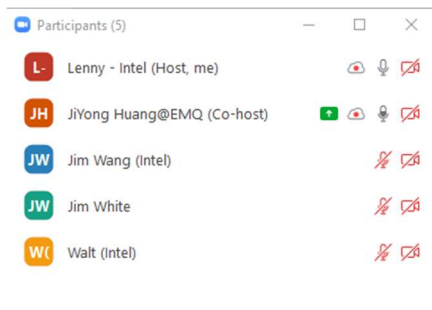 Participants (5)
L- Lenny - Intel (Host, me)
JH JiYong Huang@EMQ (Co-host)
JW Jim Wang (Intel)
JW Jim White
W( Walt (Intel)